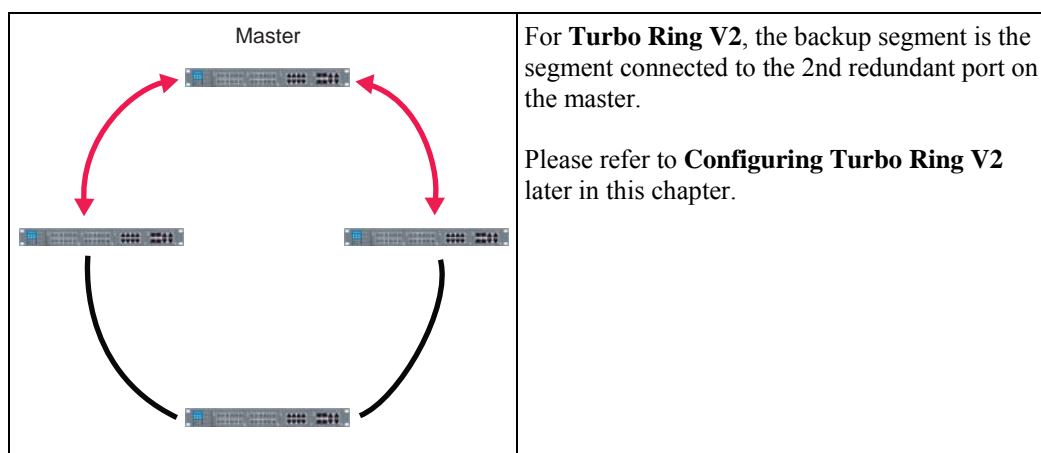 Master
For Turbo Ring V2, the backup segment is the
segment connected to the 2nd redundant port on
the master.
Please refer to Configuring Turbo Ring V2
later in this chapter.